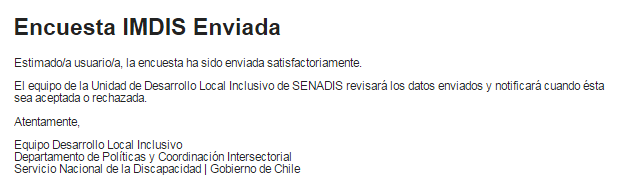 Encuesta IMDIS Enviada
Estimado/a usuario/a, la encuesta ha sido enviada satisfactoriamente.
El equipo de la Unidad de Desarrollo Local Inclusivo de SENADIS revisará los datos enviados y notificará cuando ésta
sea aceptada o rechazada.
Atentamente,
Equipo Desarrollo Local Inclusivo
Departamento de Políticas y Coordinación Intersectorial
Servicio Nacional de la Discapacidad | Gobierno de Chile